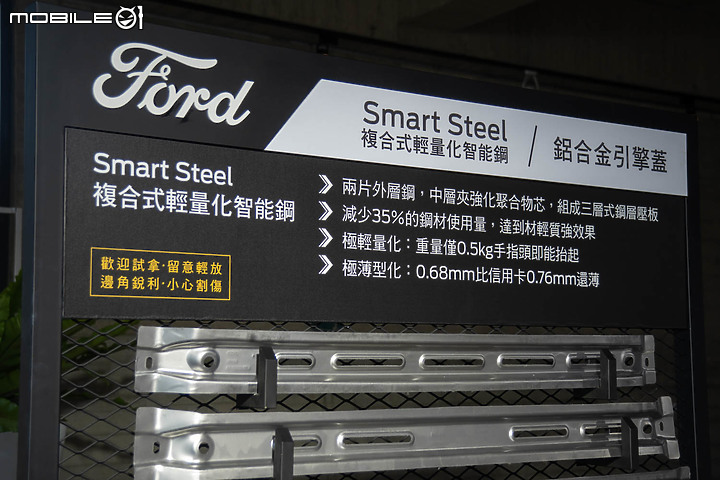 MOBILE01
Ford
Smart Steel
複合式輕量化智能鋼
/ 鋁合金引擎蓋
Smart Steel
複合式輕量化智能鋼
歡迎試拿·留意輕放
邊角銳利·小心割傷
兩片外層鋼，中層夾強化聚合物芯，組成三層式鋼層壓板
減少35%的鋼材使用量，達到材輕質強效果
極輕量化：重量僅0.5kg手指頭即能抬起
極薄型化：0.68mm比信用卡0.76mm還薄